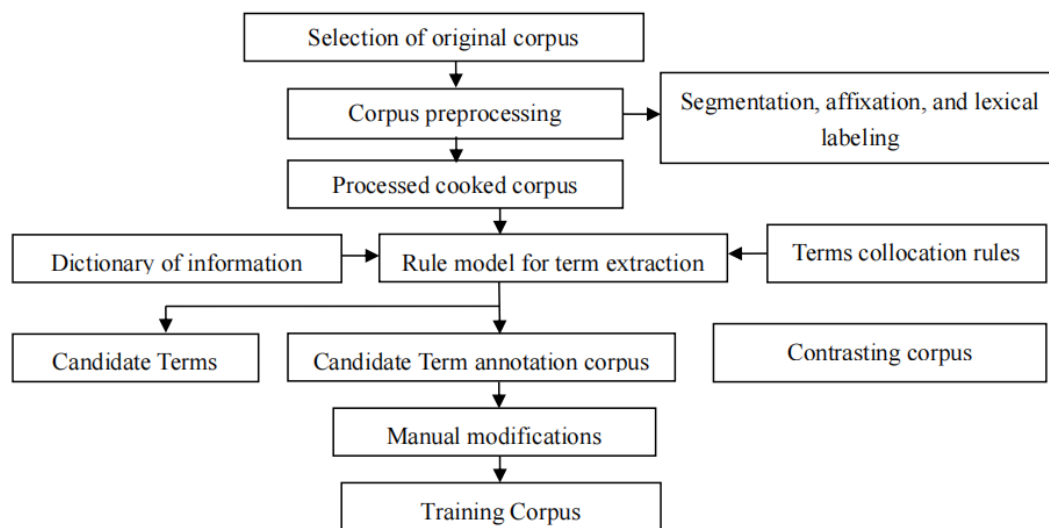 Selection of original corpus
Corpus preprocessing
Segmentation, affixation, and lexical
labeling
Processed cooked corpus
Dictionary of information
Rule model for term extraction
Terms collocation rules
Candidate Terms
Candidate Term annotation corpus
Contrasting corpus
Manual modifications
Training Corpus